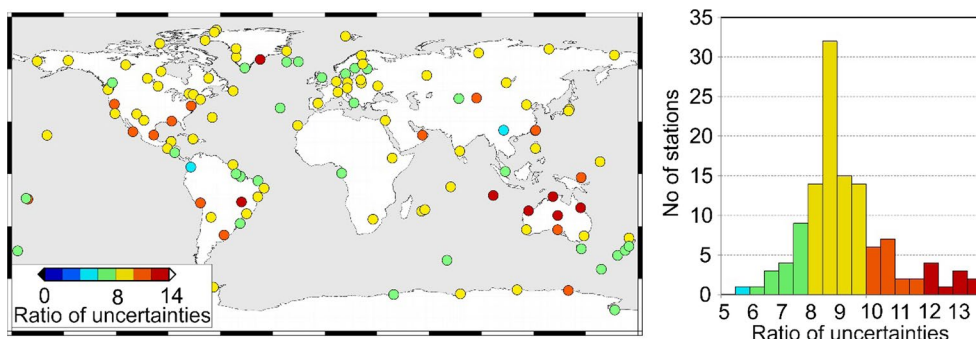 0 8 14
Ratio of uncertainties
No of stations
35
30
25
20
15
10
5
0
5 6 7 8 9 10 11 12 13
Ratio of uncertainties